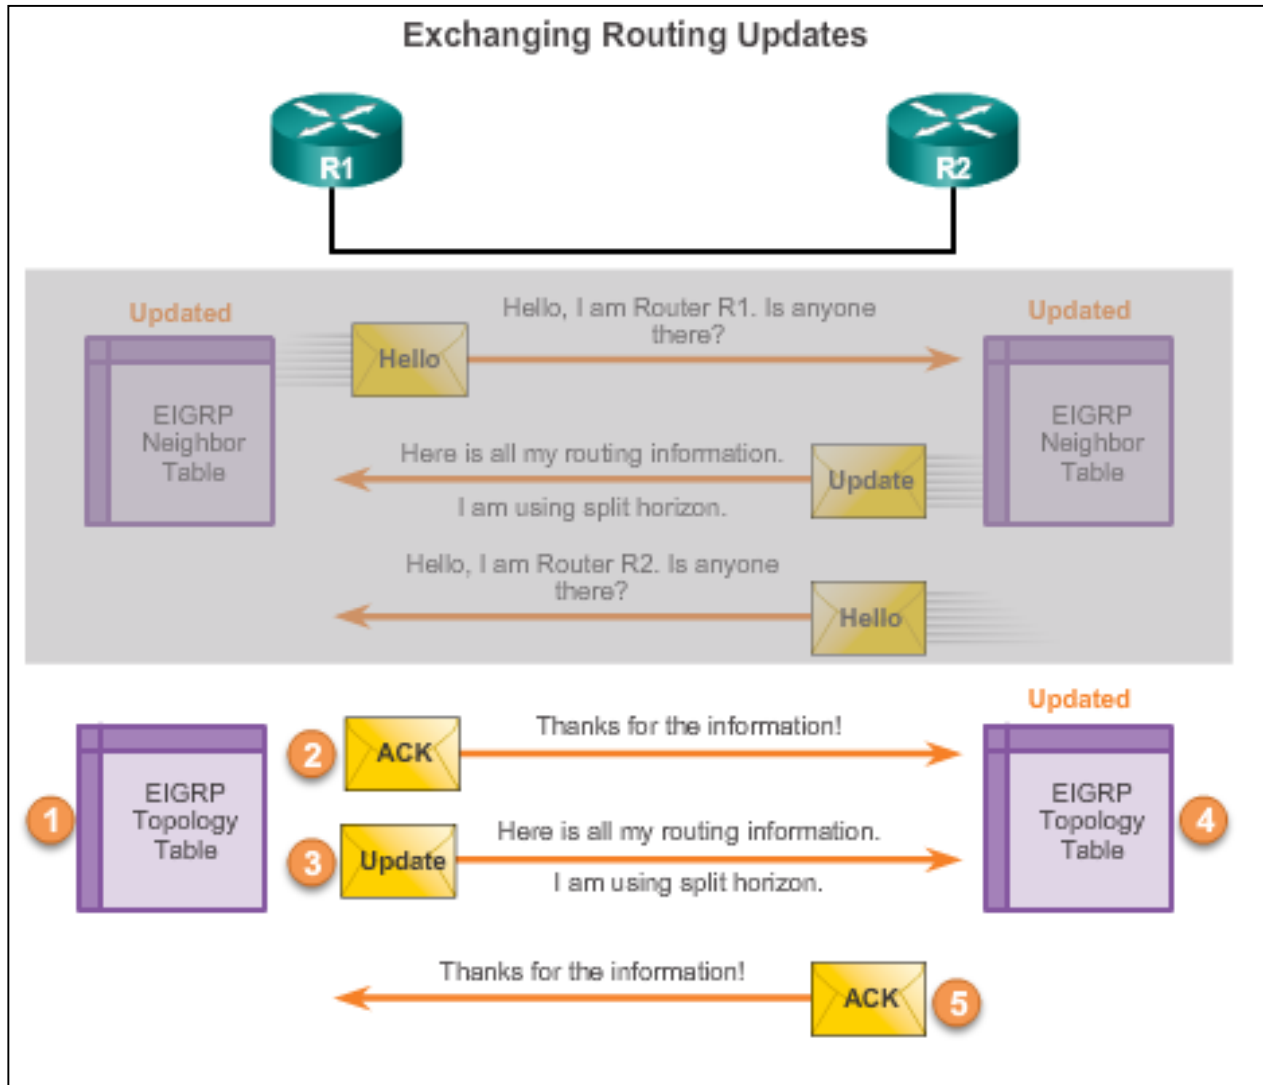 Exchanging Routing Updates
R1
R2
Updated
Hello, I am Router R1. Is anyone
there?
Updated
Hello
EIGRP
Neighbor
Table
EIGRP
Neighbor
Table
Here is all my routing information.
Update
I am using split horizon.
Hello, I am Router R2. Is anyone
there?
Hello
Updated
1
EIGRP
Topology
Table
2
ACK
Thanks for the information!
3
Update
Here is all my routing information.
I am using split horizon.
EIGRP
Topology
Table
4
Thanks for the information!
ACK
5